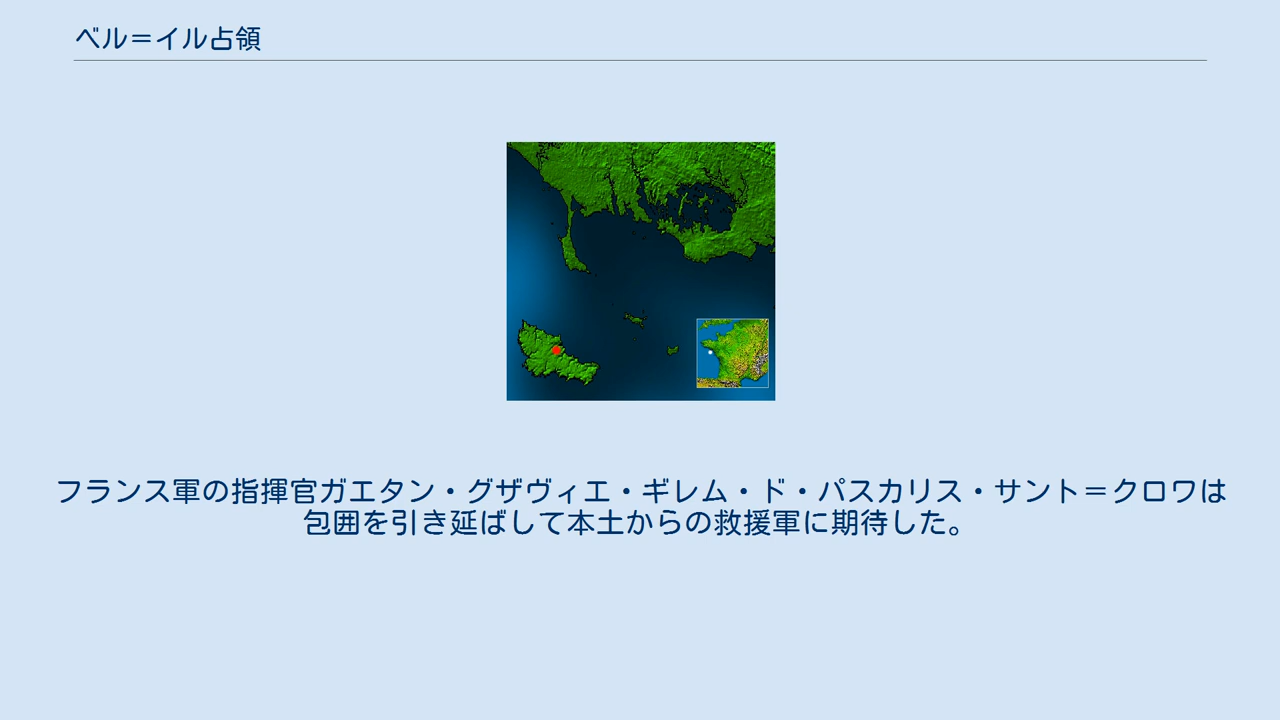 ベル＝イル占領
フランス軍の指揮官ガエタン・グザヴィエ・ギレム・ド・パスカリス・サント＝クロワは
包囲を引き延ばして本土からの救援軍に期待した。